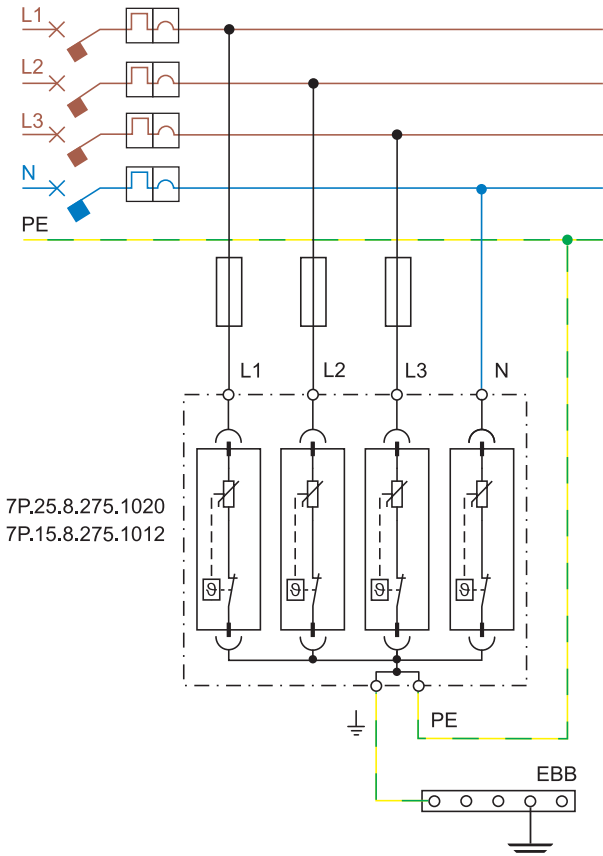 L1
L2
L3
N
PE
L1 L2 L3 N
7P.25.8.275.1020
7P.15.8.275.1012
ϑ ϑ ϑ ϑ
PE
EBB